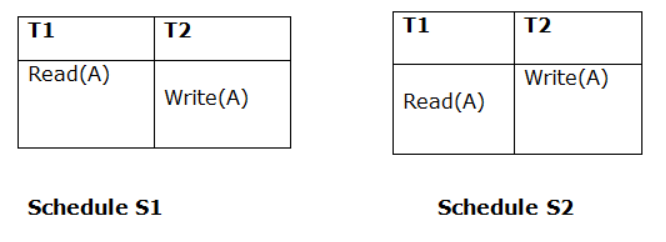 T1 T2
Read(A)
Write(A)
Schedule S1
T1 T2
Write(A)
Read(A)
Schedule S2